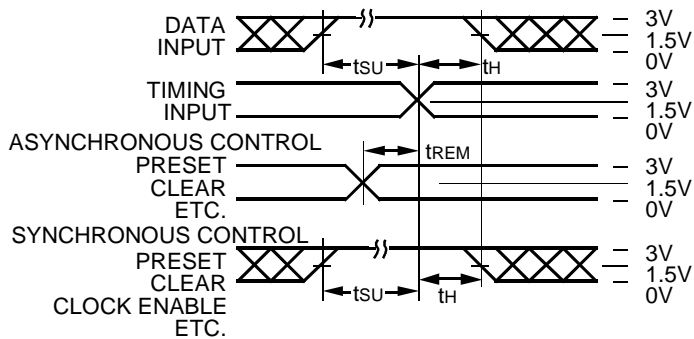 DATA
INPUT
3V
1.5V
0V
tSU
tH
TIMING
INPUT
3V
1.5V
0V
ASYNCHRONOUS CONTROL
PRESET
CLEAR
ETC.
tREM
3V
1.5V
0V
SYNCHRONOUS CONTROL
PRESET
CLEAR
CLOCK ENABLE
ETC.
tSU
tH
3V
1.5V
0V